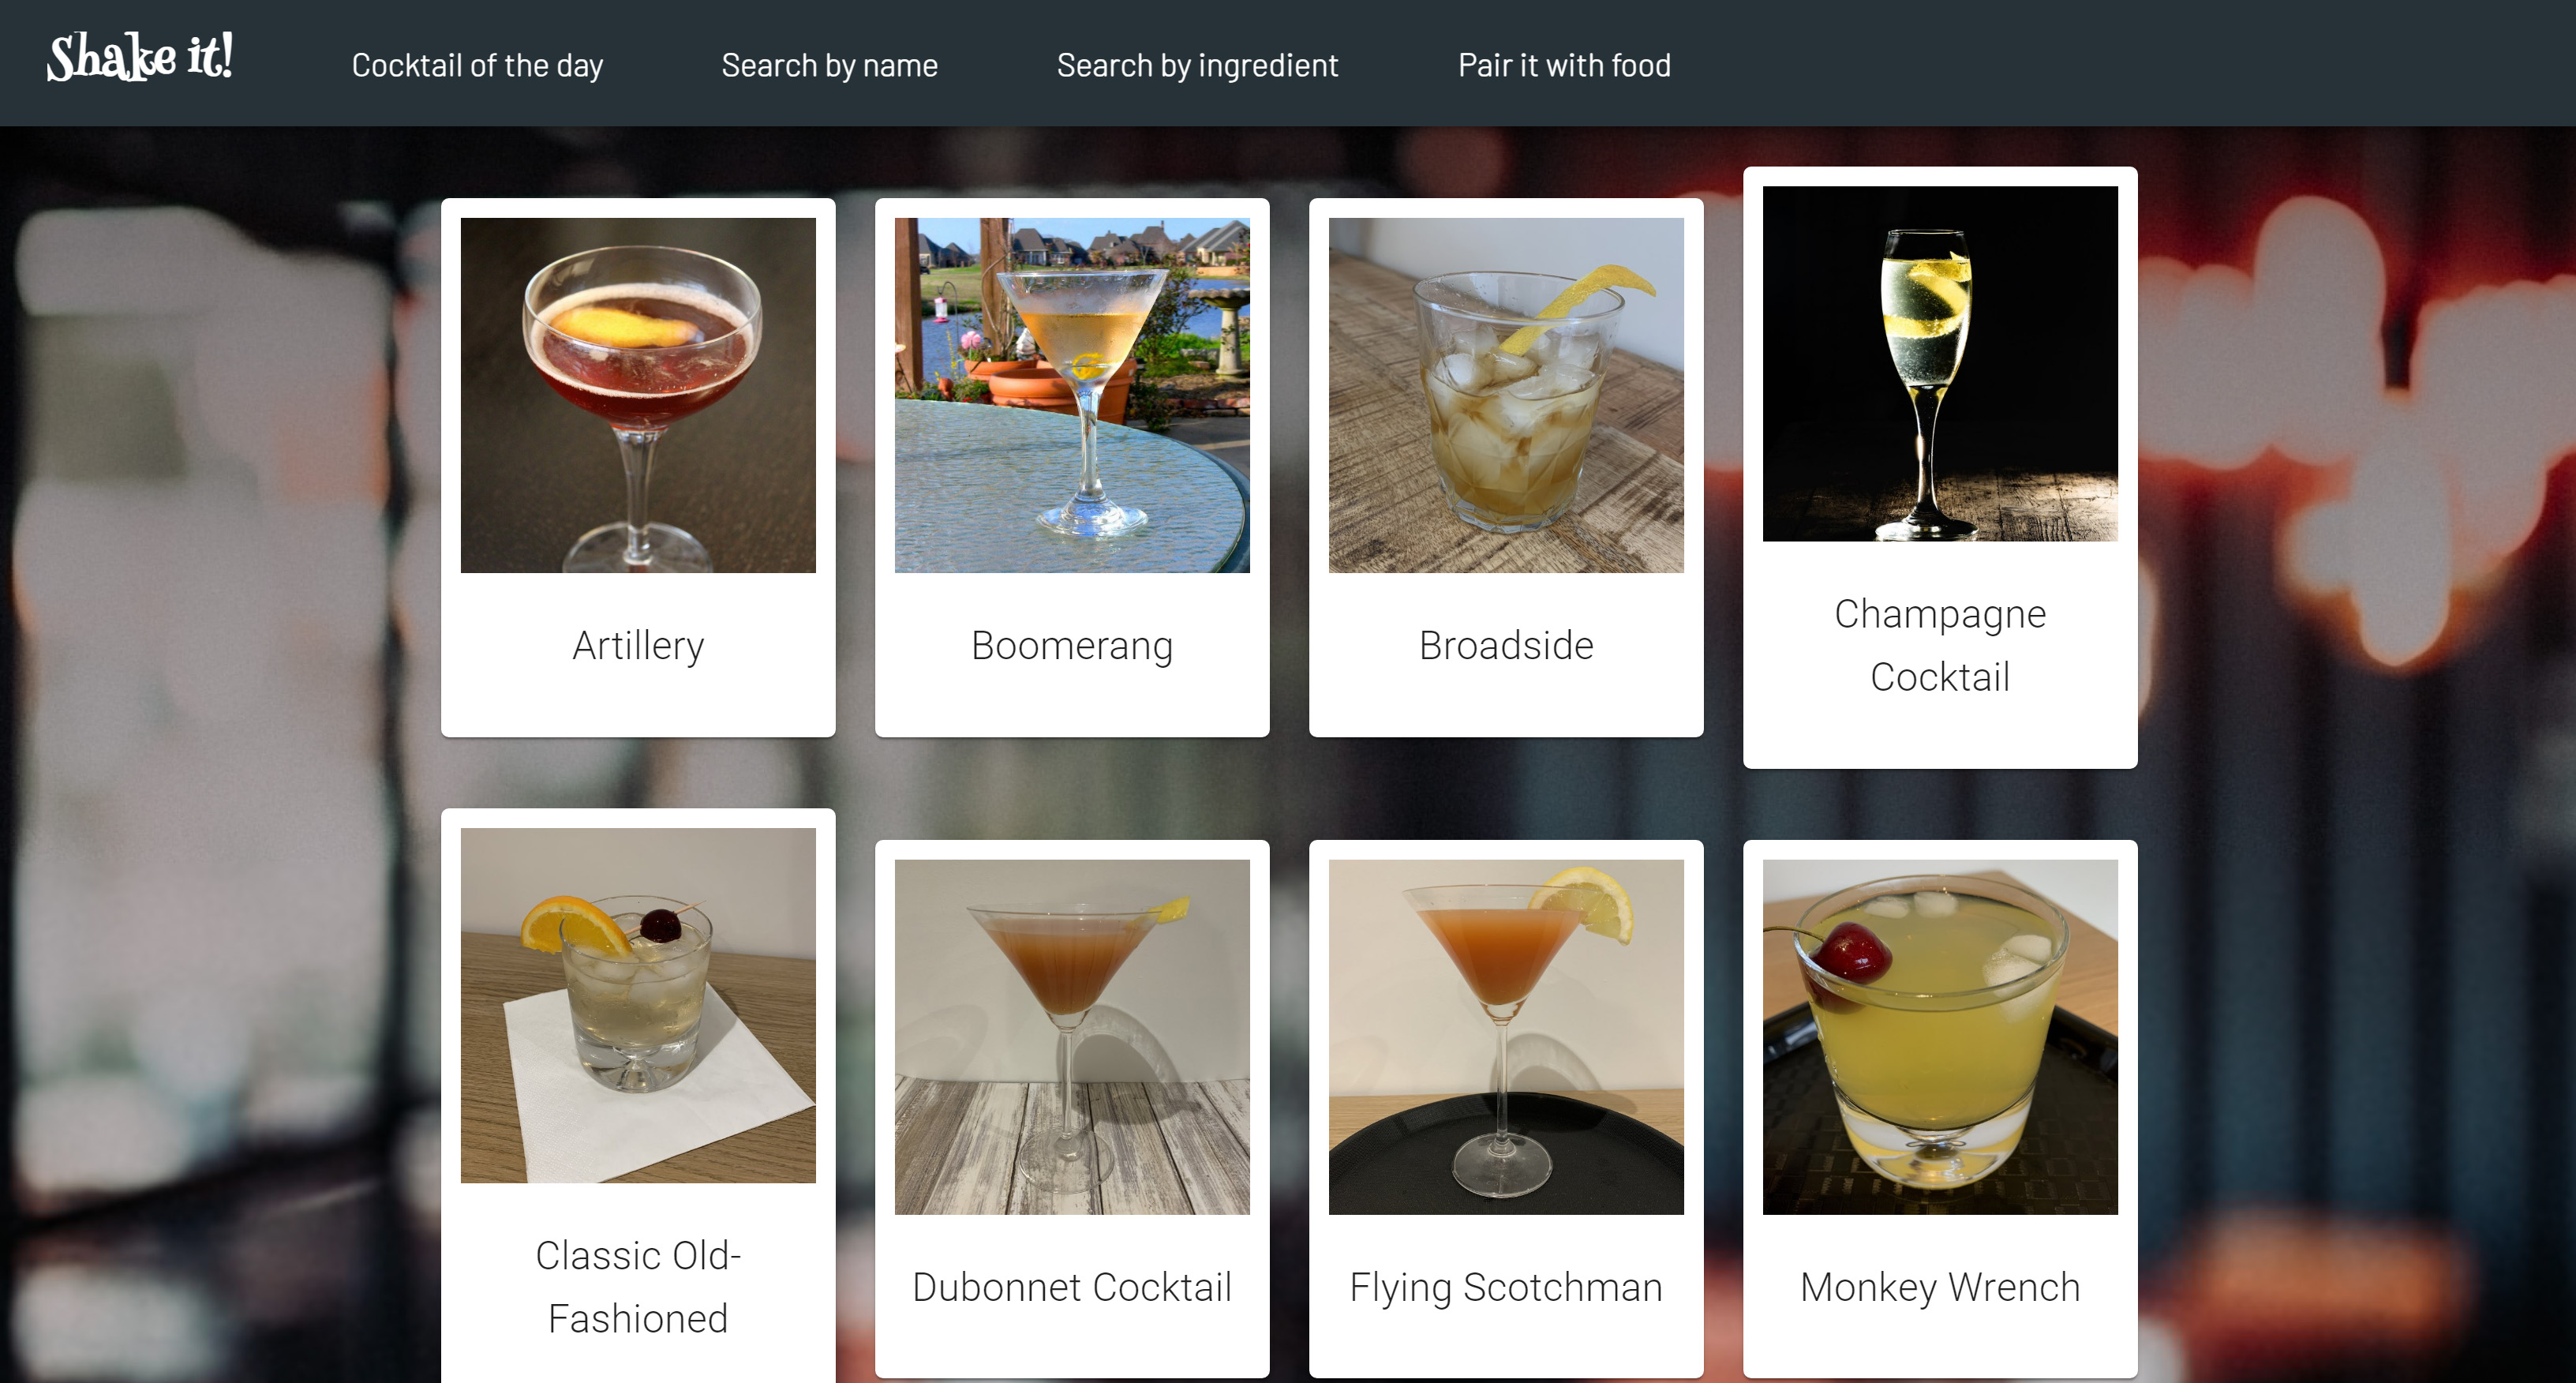 Shake it!
Cocktail of the day
Search by name
Search by ingredient
Pair it with food
Artillery
Boomerang
Broadside
Champagne
Cocktail
Classic Old-
Fashioned
Dubonnet Cocktail
Flying Scotchman
Monkey Wrench